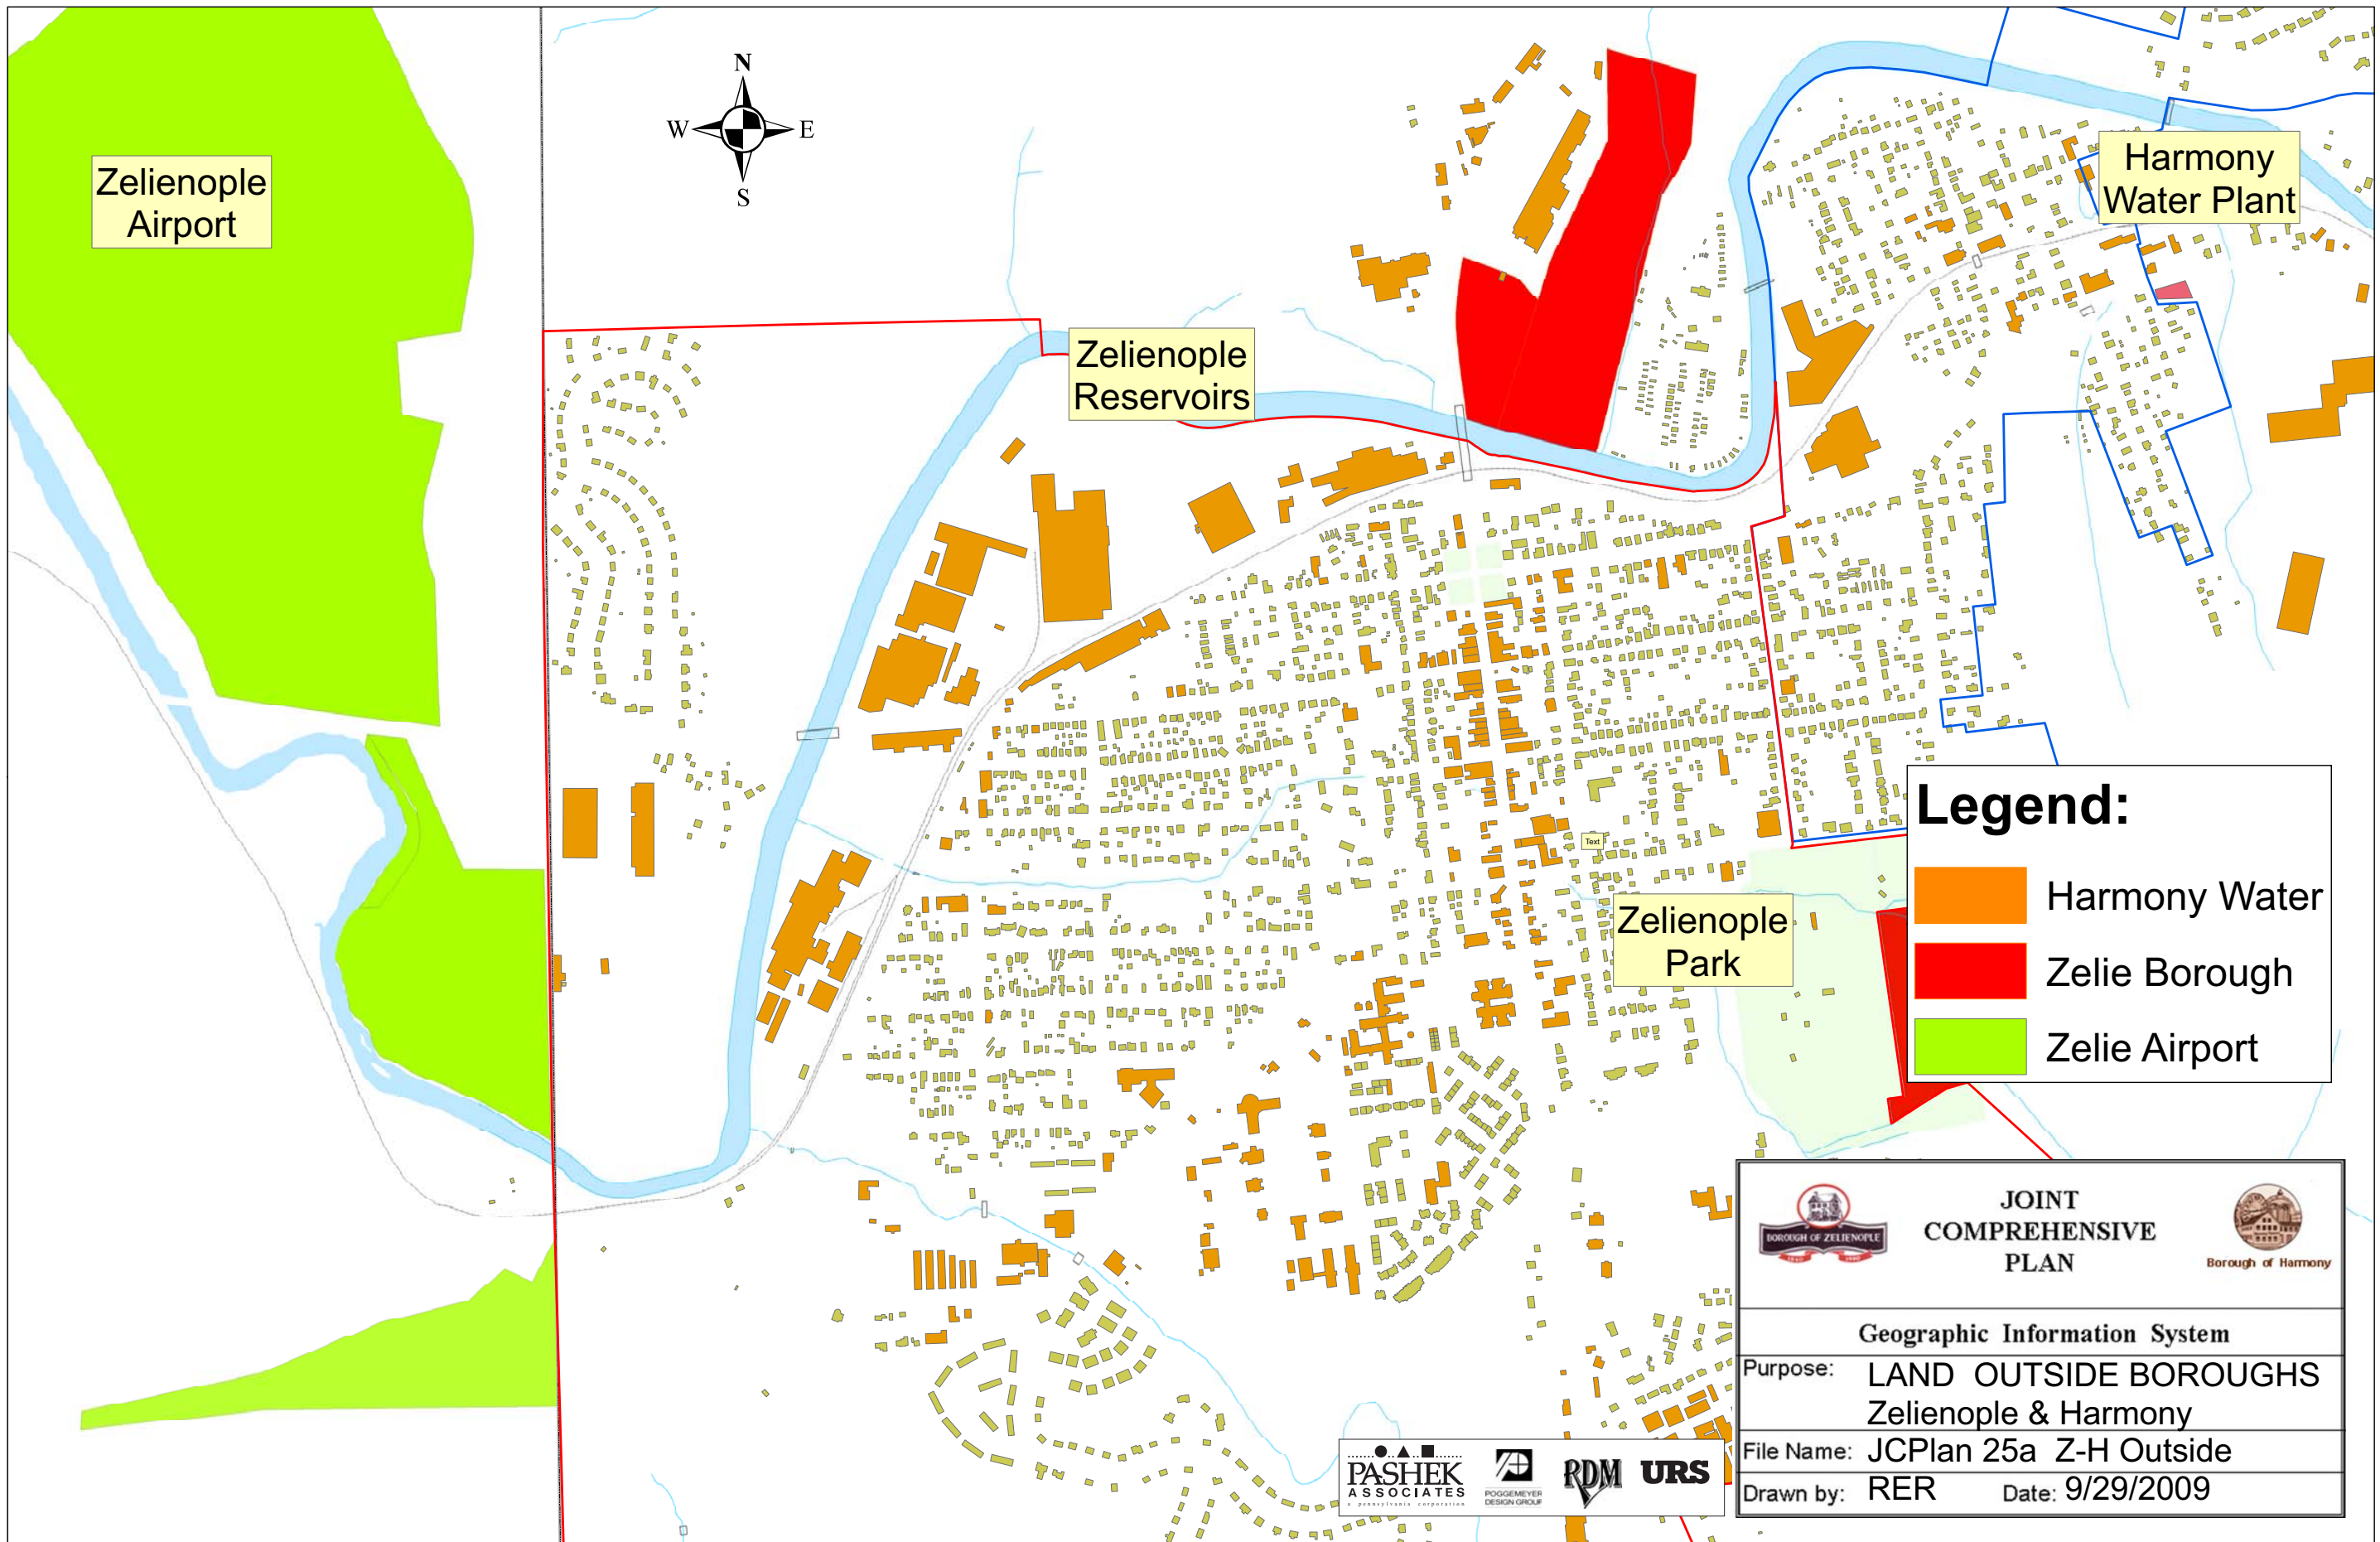 N
W E
S
Zelienople
Airport
Harmony
Water Plant
Zelienople
Reservoirs
Text
Zelienople
Park
Legend:
Harmony Water
Zelie Borough
Zelie Airport
BOROUGH OF ZELIENOPLE
JOINT
COMPREHENSIVE
PLAN
Borough of Harmony
Geographic Information System
Purpose: LAND OUTSIDE BOROUGHS
Zelienople & Harmony
File Name: JCPlan 25a Z-H Outside
Drawn by: RER Date: 9/29/2009
PASHEK
ASSOCIATES
a pennsylvania corporation
POGGEMEYER
DESIGN GROUP
RDM
URS